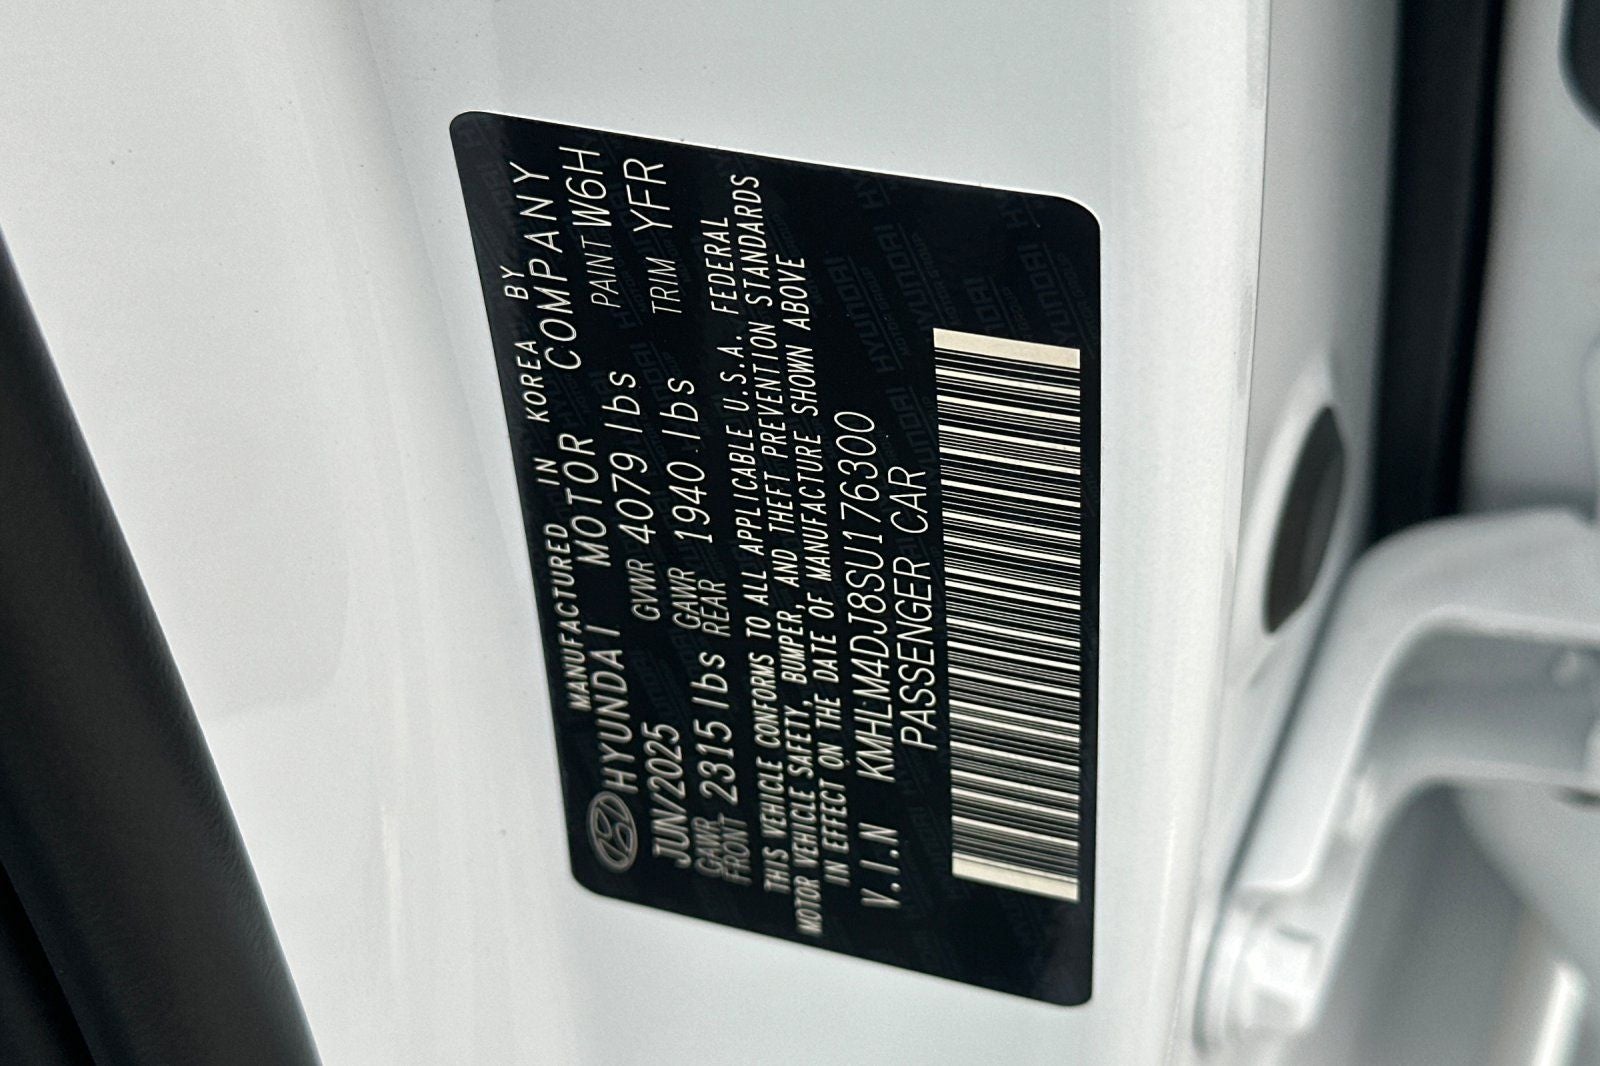 MANUFACTURED IN KOREA BY
HYUNDAI MOTOR COMPANY
JUN/2025 GVWR 4079 lbs PAINT W6H
GAWR FRONT 2315 lbs GAWR REAR 1940 lbs TRIM YFR
THIS VEHICLE CONFORMS TO ALL APPLICABLE U.S.A. FEDERAL
MOTOR VEHICLE SAFETY, BUMPER, AND THEFT PREVENTION STANDARDS
IN EFFECT ON THE DATE OF MANUFACTURE SHOWN ABOVE
V.I.N KMHLM4DJ8SU176300
PASSENGER CAR